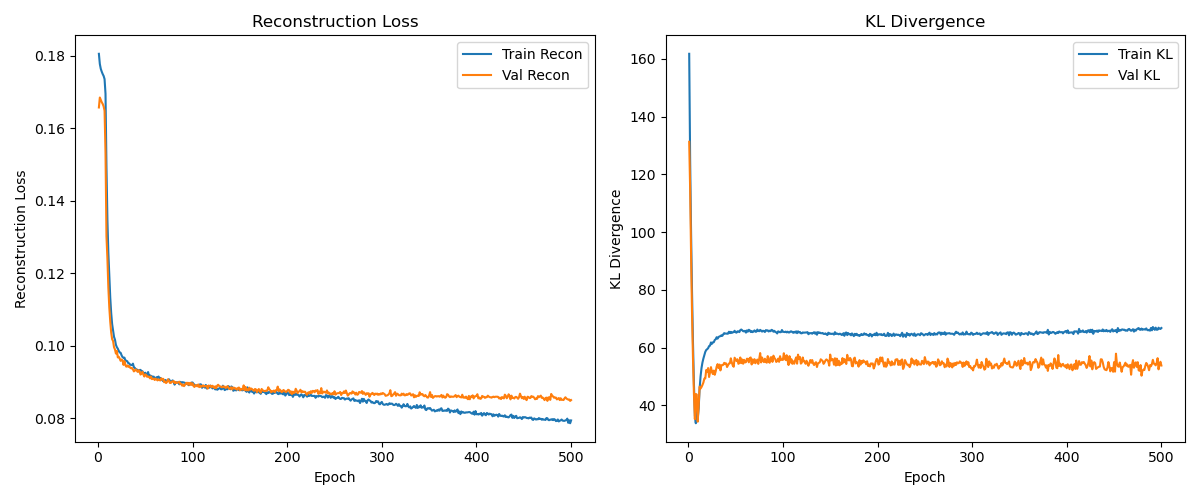 Reconstruction Loss
Train Recon
Val Recon
Reconstruction Loss
0.18
0.16
0.14
0.12
0.10
0.08
0
100
200
300
400
500
Epoch
KL Divergence
Train KL
Val KL
KL Divergence
160
140
120
100
80
60
40
0
100
200
300
400
500
Epoch